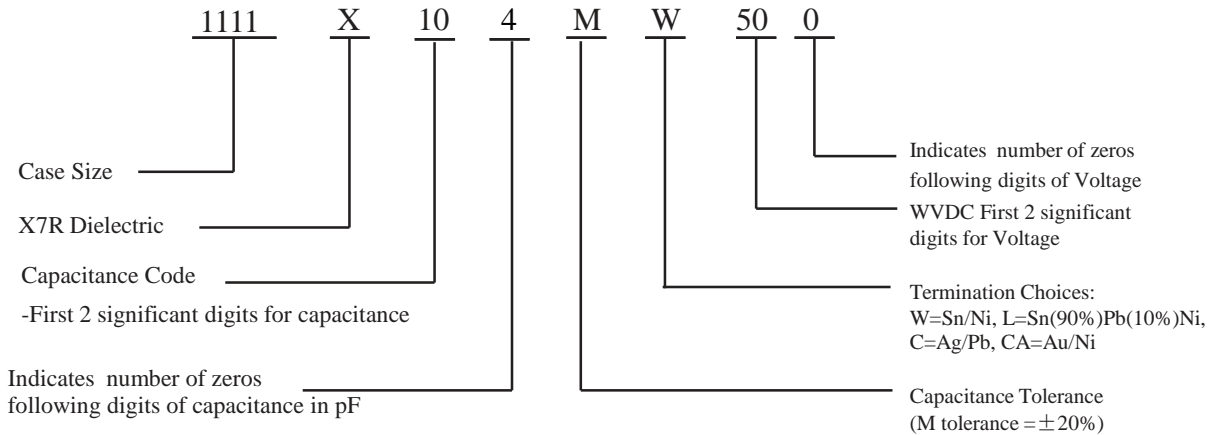 1111 X 10 4 M W 50 0
Case Size
X7R Dielectric
Capacitance Code
-First 2 significant digits for capacitance
Indicates number of zeros
following digits of capacitance in pF
Indicates number of zeros
following digits of Voltage
WVDC First 2 significant
digits for Voltage
Termination Choices:
W=Sn/Ni, L=Sn(90%)Pb(10%)Ni,
C=Ag/Pb, CA=Au/Ni
Capacitance Tolerance
(M tolerance =±20%)